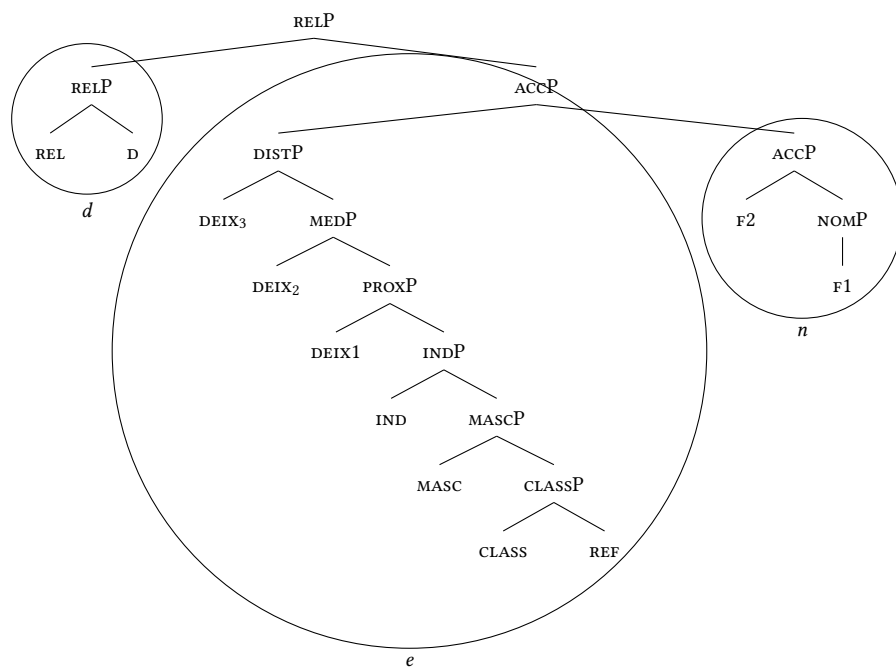 RELP
RELP
ACCP
REL D
DISTP
ACCP
d
DEIX₃ MEDP
F2 NOMP
DEIX₂ PROXP
F1
n
DEIX1 INDP
IND MASCP
MASC CLASSP
CLASS REF
e